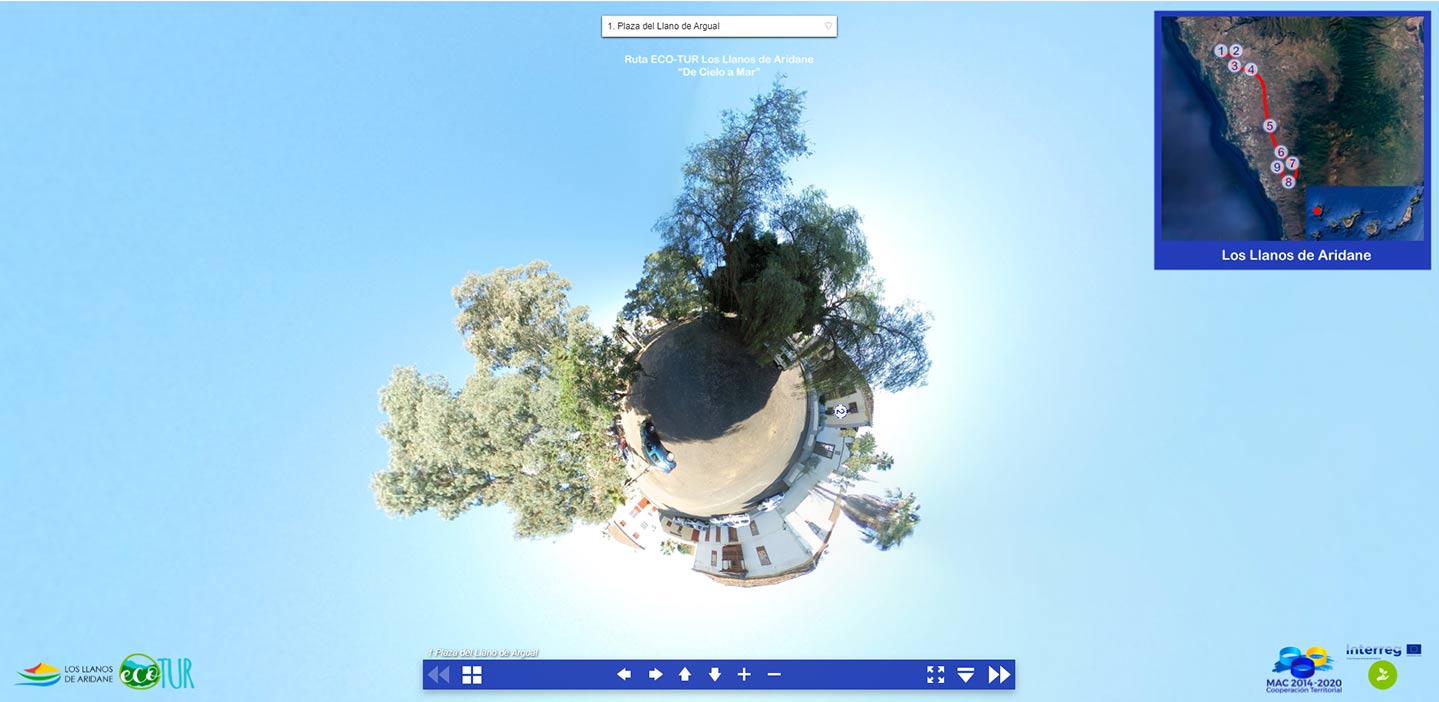 1. Plaza del Llano de Argual
Ruta ECO-TUR Los Llanos de Aridane
“De Cielo a Mar”
1 2
3 4
5
6
9 7
8
Los Llanos de Aridane
2
LOS LLANOS
DE ARIDANE
eco TUR
1 Plaza del Llano de Argual
Interreg
MAC 2014-2020
Cooperación Territorial